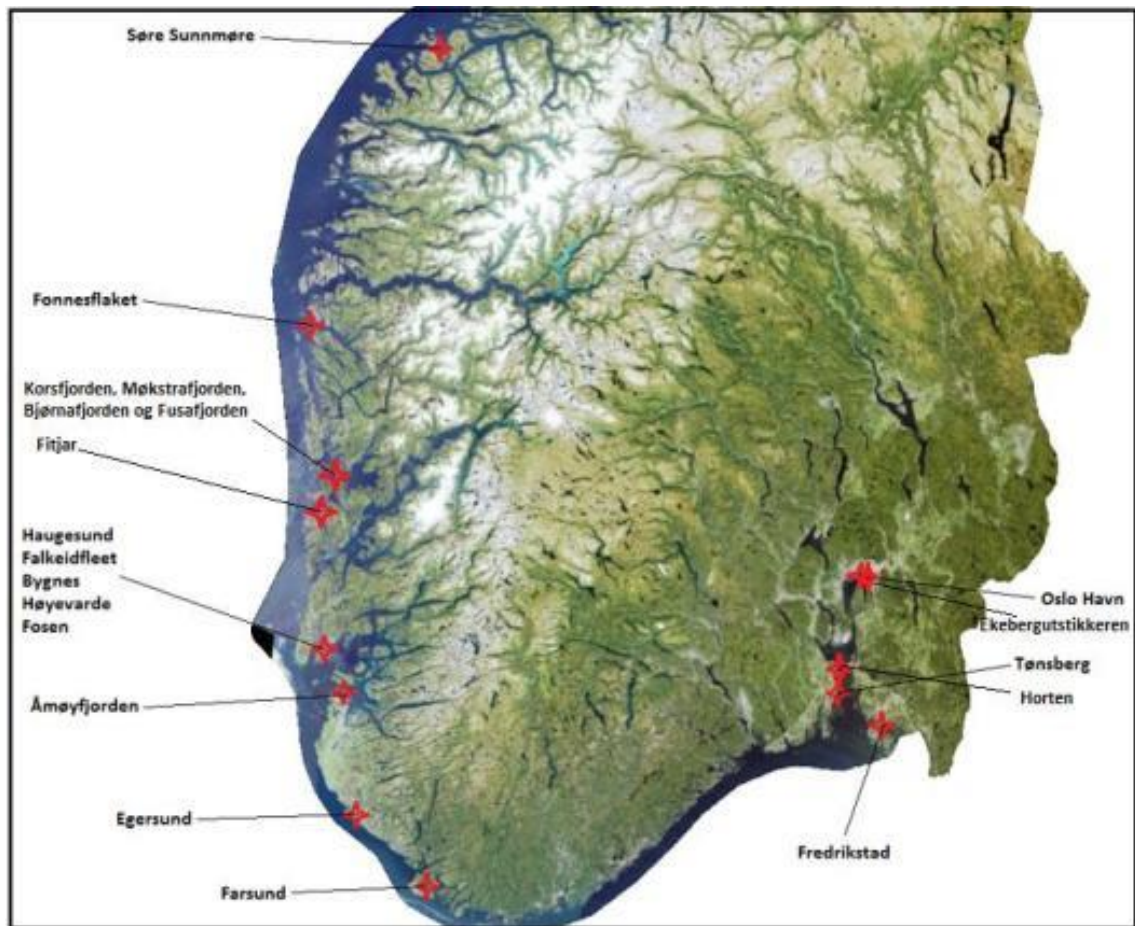 Søre Sunnmøre
Fonnesflaket
Korsfjorden, Møkstrafjorden,
Bjørnafjorden og Fusafjorden
Fitjar
Haugesund
Falkeidfleet
Bygnes
Høyevarde
Fosen
Åmøyfjorden
Egersund
Farsund
Oslo Havn
Ekebergutstikkeren
Tønsberg
Horten
Fredrikstad